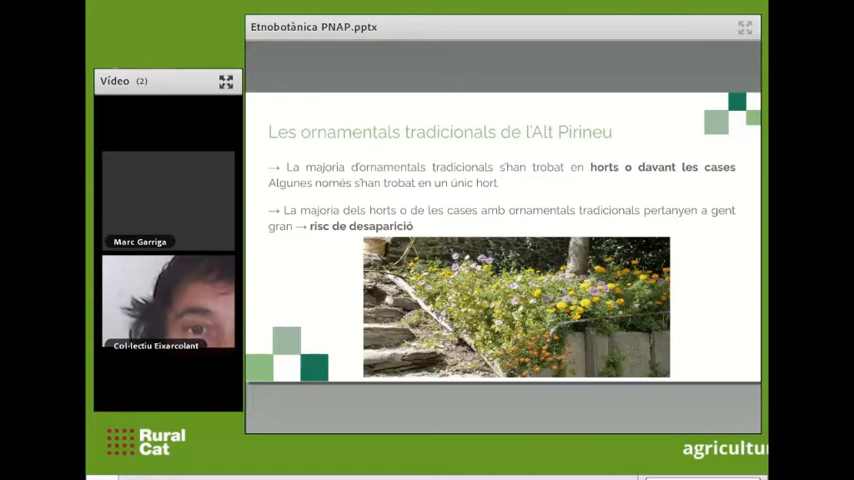 Etnobotànica PNAP.pptx
Vídeo (2)
Les ornamentals tradicionals de l'Alt Pirineu
→ La majoria d'ornamentals tradicionals s'han trobat en horts o davant les cases
Algunes només s'han trobat en un únic hort
→ La majoria dels horts o de les cases amb ornamentals tradicionals pertanyen a gent
gran → risc de desaparició
Marc Garriga
Col·lectiu Eixarcolant
Rural
Cat
agricultur